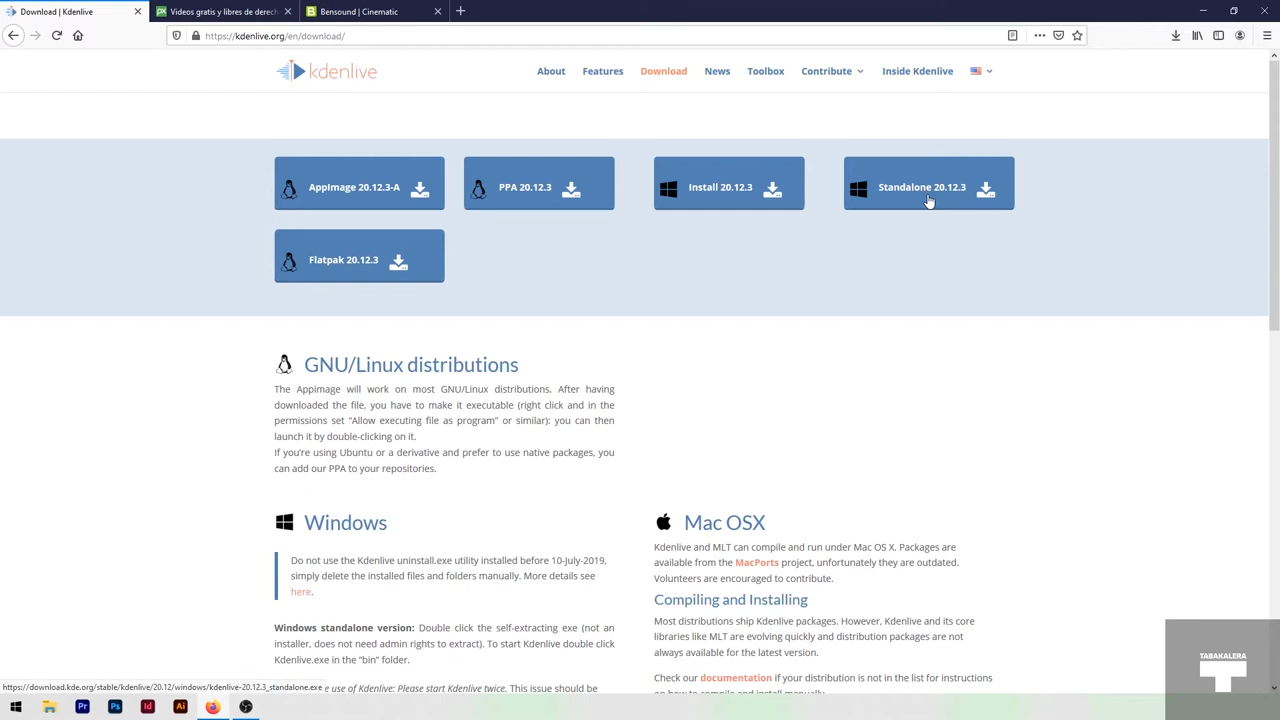 Download | Kdenlive
Videos gratis y libres de derech
Bensound | Cinematic
https://kdenlive.org/en/download/
kdenlive
About
Features
Download
News
Toolbox
Contribute
Inside Kdenlive
AppImage 20.12.3-A
PPA 20.12.3
Install 20.12.3
Standalone 20.12.3
Flatpak 20.12.3
GNU/Linux distributions
The Appimage will work on most GNU/Linux distributions. After having
downloaded the file, you have to make it executable (right click and in the
permissions set “Allow executing file as program” or similar): you can then
launch it by double-clicking on it.
If you’re using Ubuntu or a derivative and prefer to use native packages, you
can add our PPA to your repositories.
Windows
Do not use the Kdenlive uninstall.exe utility installed before 10-July-2019,
simply delete the installed files and folders manually. More details see
here.
Windows standalone version: Double click the self-extracting exe (not an
installer, does not need admin rights to extract). To start Kdenlive double click
Kdenlive.exe in the “bin” folder.
use of Kdenlive: Please start Kdenlive twice. This issue should be
Mac OSX
Kdenlive and MLT can compile and run under Mac OS X. Packages are
available from the MacPorts project, unfortunately they are outdated.
Volunteers are encouraged to contribute.
Compiling and Installing
Most distributions ship Kdenlive packages. However, Kdenlive and its core
libraries like MLT are evolving quickly and distribution packages are not
always available for the latest version.
Check our documentation if your distribution is not in the list for instructions
on how to compile and install manually.
https://download.kde.org/stable/kdenlive/20.12/windows/kdenlive-20.12.3_standalone.exe
TABAKALERA
Pr
Ps
Id
Ai